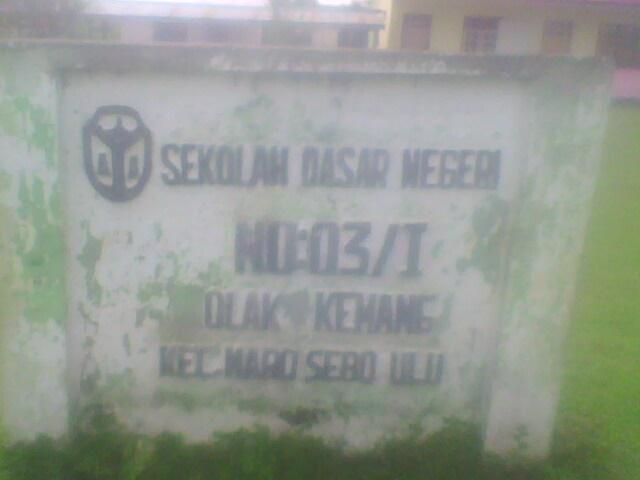 SEKOLAH DASAR NEGERI
NO:03/I
OLAK KEMANG
KEC.MARO SEBO ULU